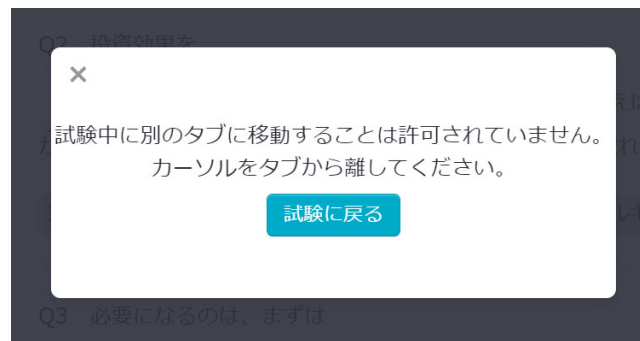 Q2 投資効果を
×
試験中に別のタブに移動することは許可されていません。
カーソルをタブから離してください。
試験に戻る
Q3 必要になるのは、まずは